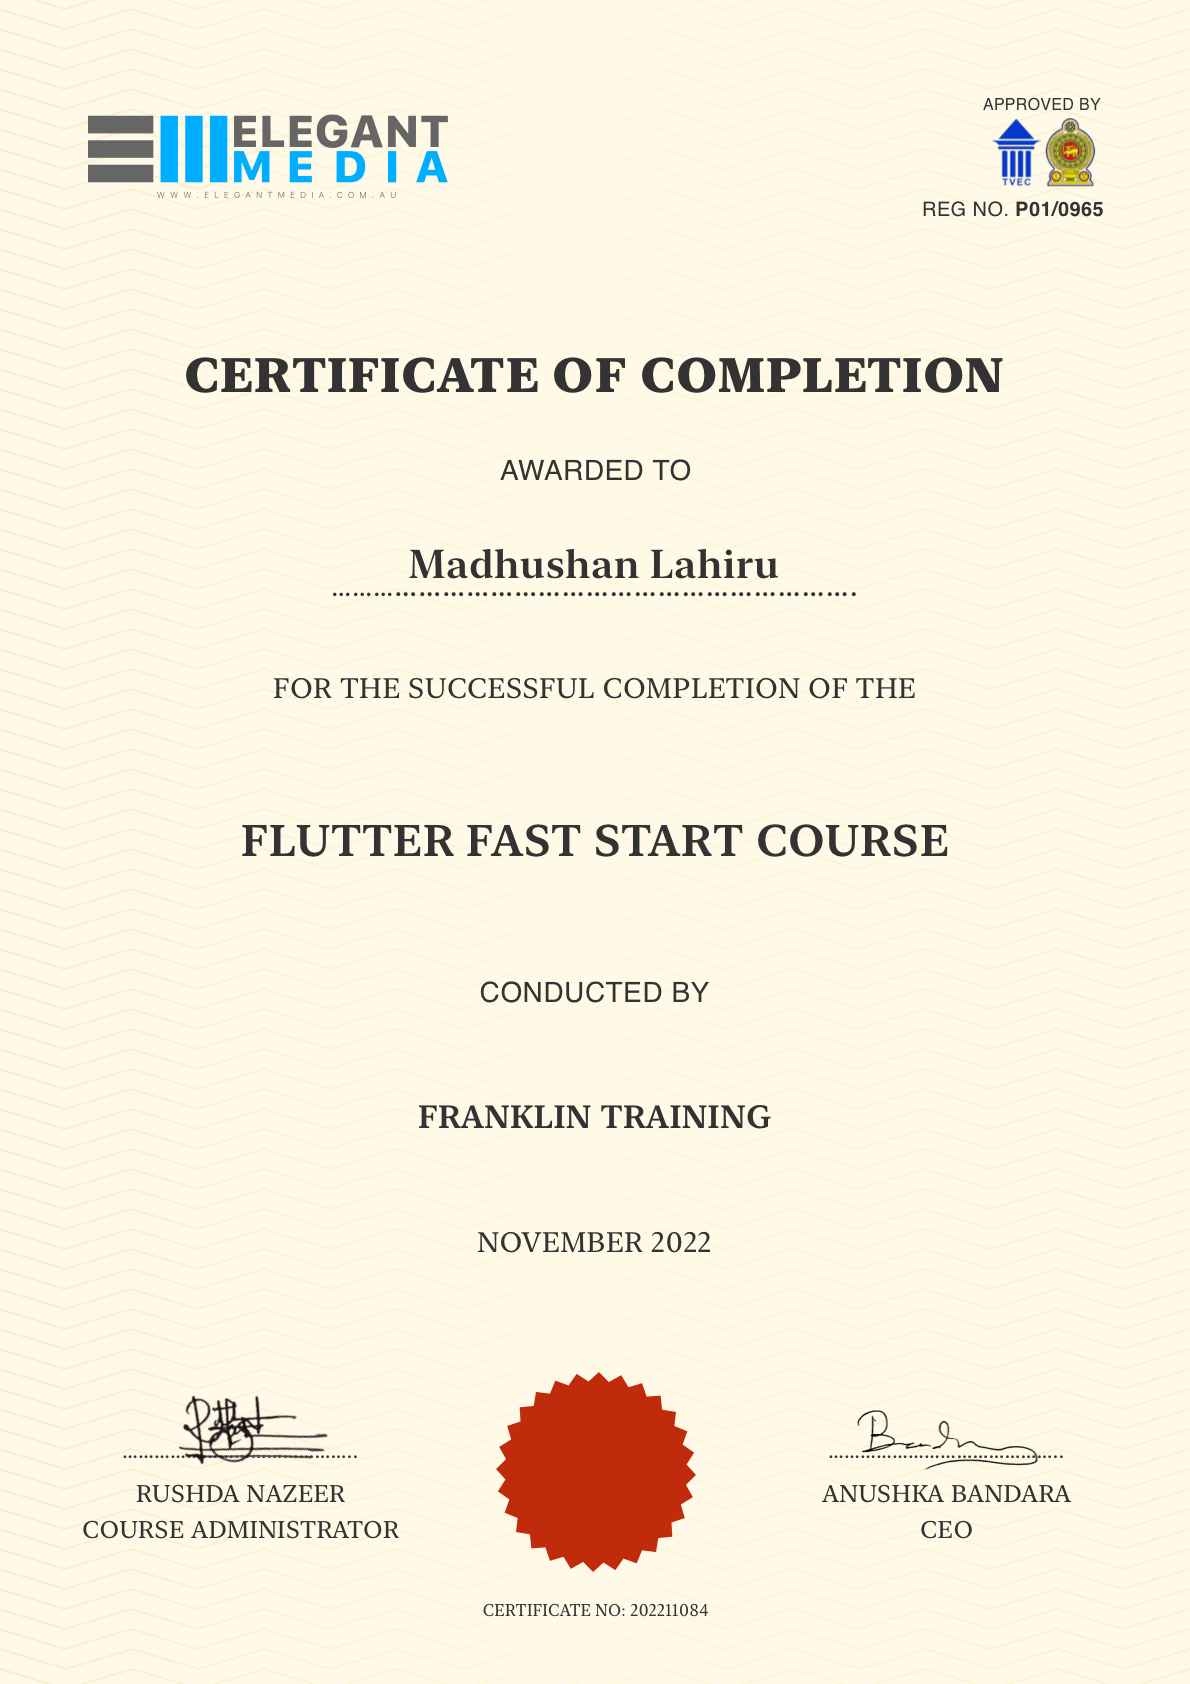 ELEGANT
MEDIA
WWW.ELEGANTMEDIA.COM.AU
APPROVED BY
TVEC
REG NO. P01/0965
CERTIFICATE OF COMPLETION
AWARDED TO
Madhushan Lahiru
FOR THE SUCCESSFUL COMPLETION OF THE
FLUTTER FAST START COURSE
CONDUCTED BY
FRANKLIN TRAINING
NOVEMBER 2022
RUSHDA NAZEER
COURSE ADMINISTRATOR
ANUSHKA BANDARA
CEO
CERTIFICATE NO: 202211084